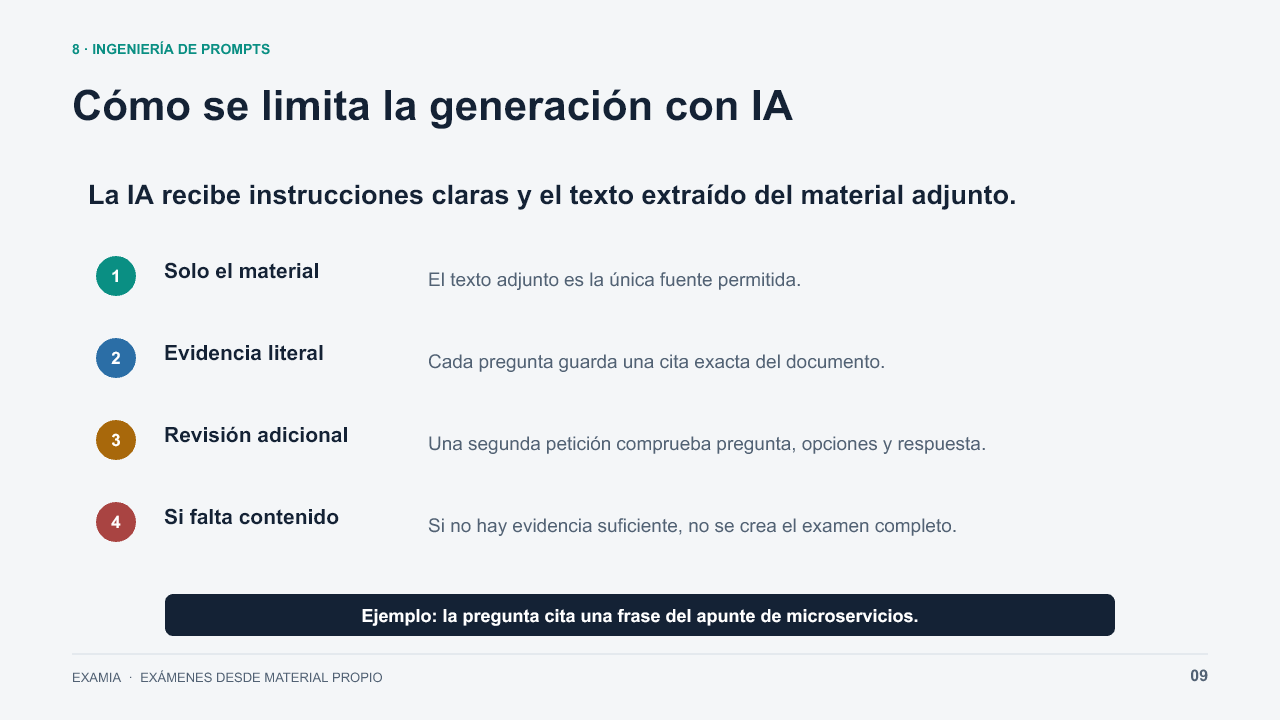 8 · INGENIERÍA DE PROMPTS
Cómo se limita la generación con IA
La IA recibe instrucciones claras y el texto extraído del material adjunto.
1
Solo el material
El texto adjunto es la única fuente permitida.
2
Evidencia literal
Cada pregunta guarda una cita exacta del documento.
3
Revisión adicional
Una segunda petición comprueba pregunta, opciones y respuesta.
4
Si falta contenido
Si no hay evidencia suficiente, no se crea el examen completo.
Ejemplo: la pregunta cita una frase del apunte de microservicios.
EXAMIA · EXÁMENES DESDE MATERIAL PROPIO
09